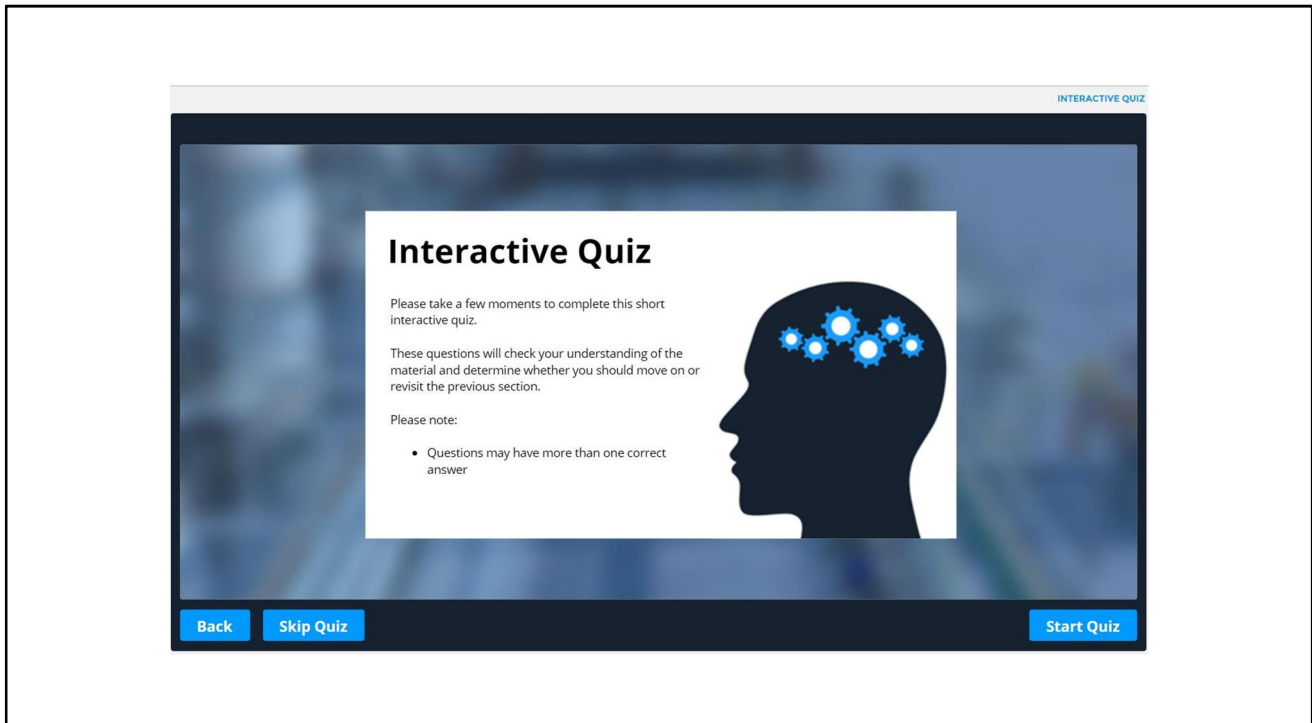 INTERACTIVE QUIZ
Interactive Quiz
Please take a few moments to complete this short
interactive quiz.
These questions will check your understanding of the
material and determine whether you should move on or
revisit the previous section.
Please note:
• Questions may have more than one correct
answer
Back
Skip Quiz
Start Quiz